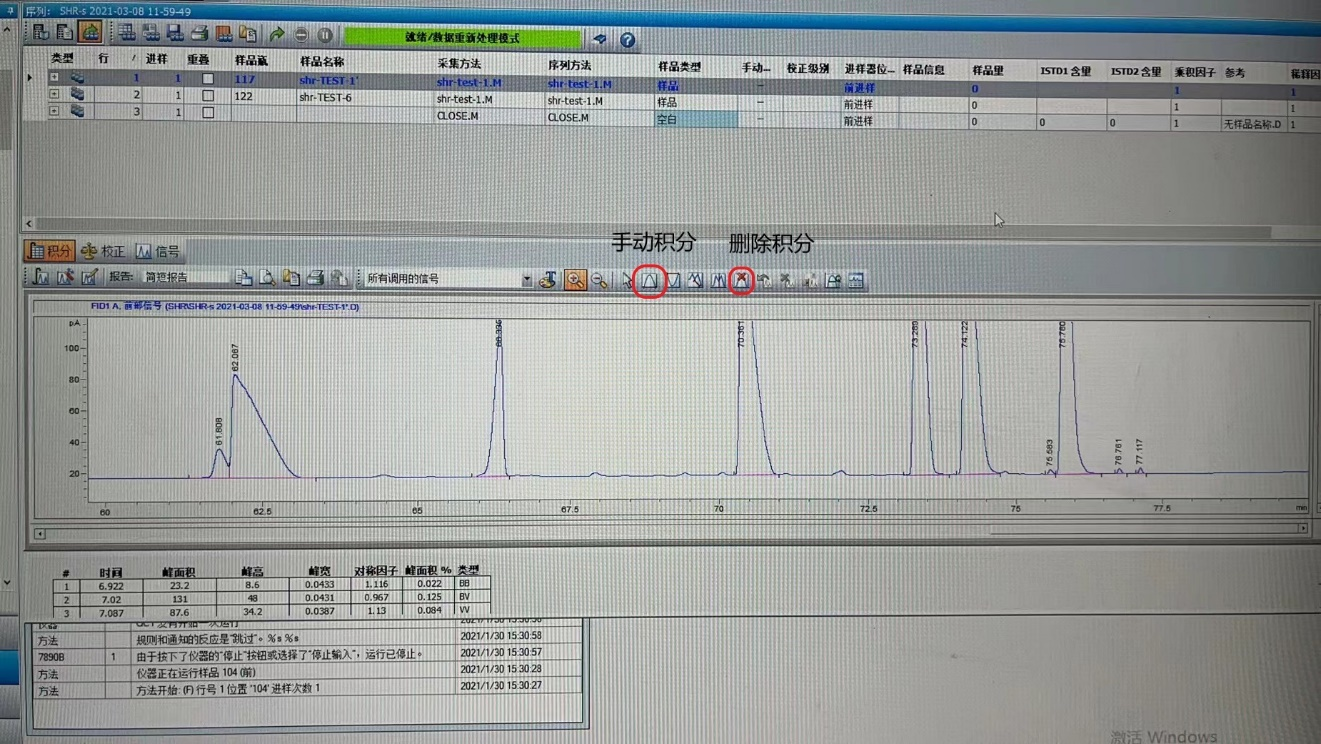 序列: SHR-s 2021-03-08 11-59-49
就绪/数据重新处理模式
类型 行 / 进样 重叠 样品瓶 样品名称 采集方法 序列方法 样品类型 手动... 校正级别 进样器位... 样品信息 样品量 ISTD1 含量 ISTD2 含量 乘积因子 参考 稀释因
1 1 117 shr-TEST-1' shr-test-1.M shr-test-1.M 样品 前进样 0 1 1
2 1 122 shr-TEST-6 shr-test-1.M shr-test-1.M 样品 前进样 0 1 1
3 1 CLOSE.M CLOSE.M 空白 前进样 0 0 0 1 无样品名称.D 1
手动积分 删除积分
积分 校正 信号
报告: 简短报告 所有调用的信号
FID1 A, 前部信号 (SHR\SHR-s 2021-03-08 11-59-49\shr-TEST-1'.D)
pA
100
80
60
40
20
61.808
62.067
70.361
73.269
74.122
75.583
76.761
77.117
60 62.5 65 67.5 70 72.5 75 77.5 min
# 时间 峰面积 峰高 峰宽 对称因子 峰面积 % 类型
1 6.922 23.2 8.6 0.0433 1.116 0.022 BB
2 7.02 131 48 0.0431 0.967 0.125 BV
3 7.087 87.6 34.2 0.0387 1.13 0.084 VV
方法 规则和通知的反应是"跳过"。%s %s 2021/1/30 15:30:58
7890B 1 由于按下了仪器的"停止"按钮或选择了"停止输入"，运行已停止。 2021/1/30 15:30:57
方法 仪器正在运行样品 104 (前) 2021/1/30 15:30:28
方法 方法开始: (F) 行号 1 位置 '104' 进样次数 1 2021/1/30 15:30:27
激活 Windows